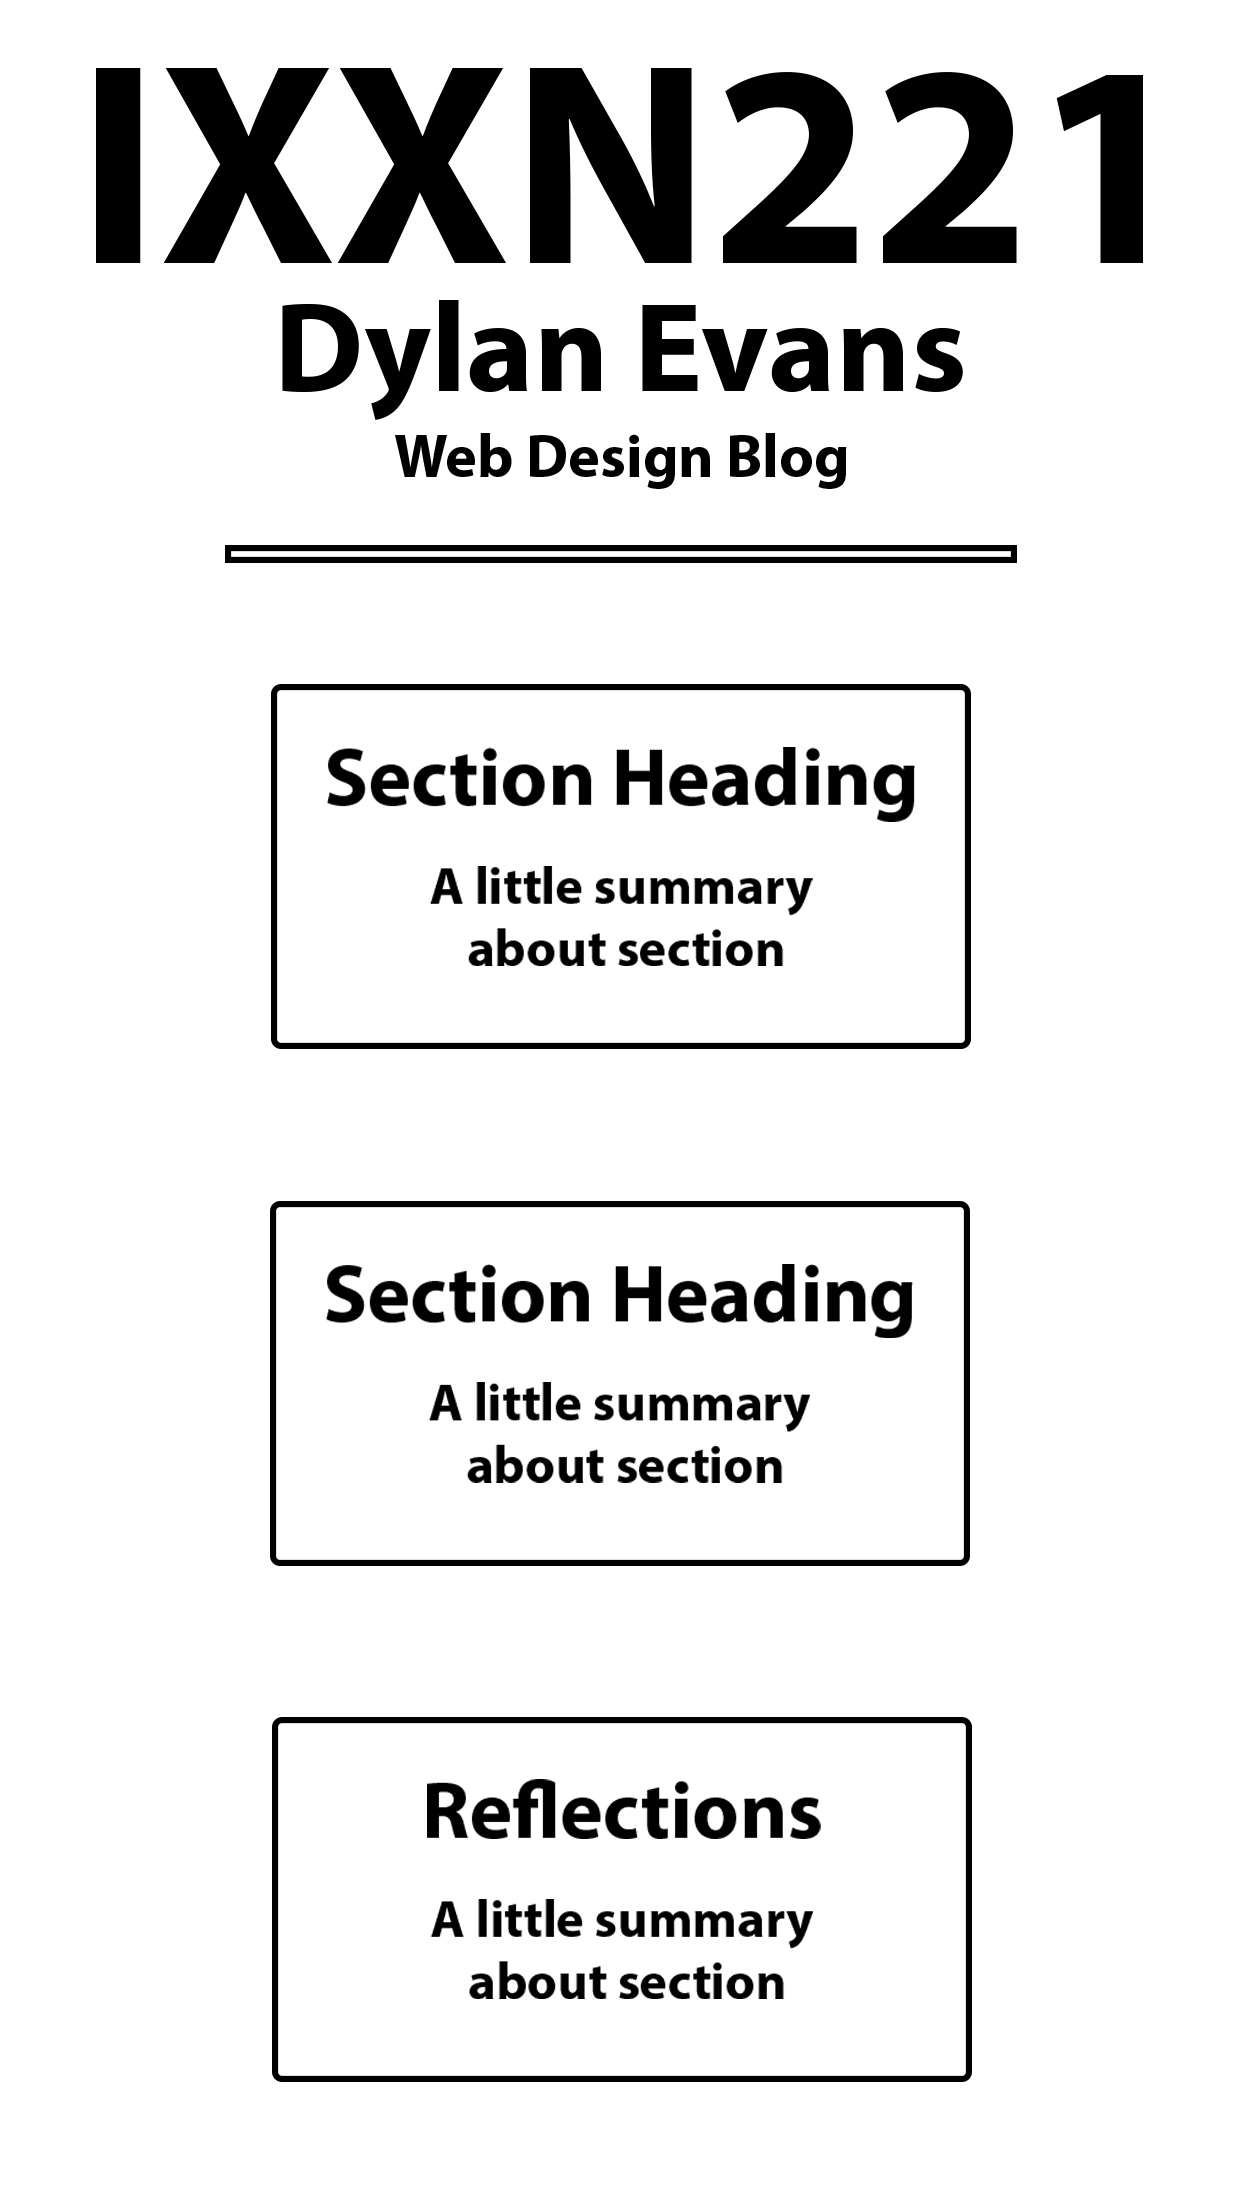 IXXN221
Dylan Evans
Web Design Blog
Section Heading
A little summary
about section
Section Heading
A little summary
about section
Reflections
A little summary
about section